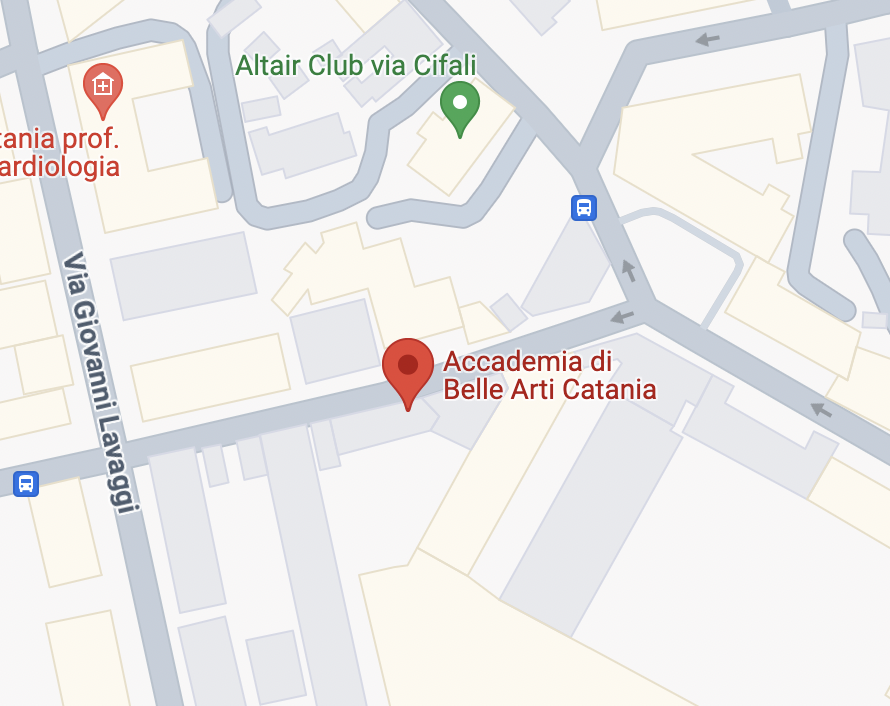 Altair Club via Cifali
tania prof.
ardiologia
Via Giovanni Lavaggi
Accademia di
Belle Arti Catania